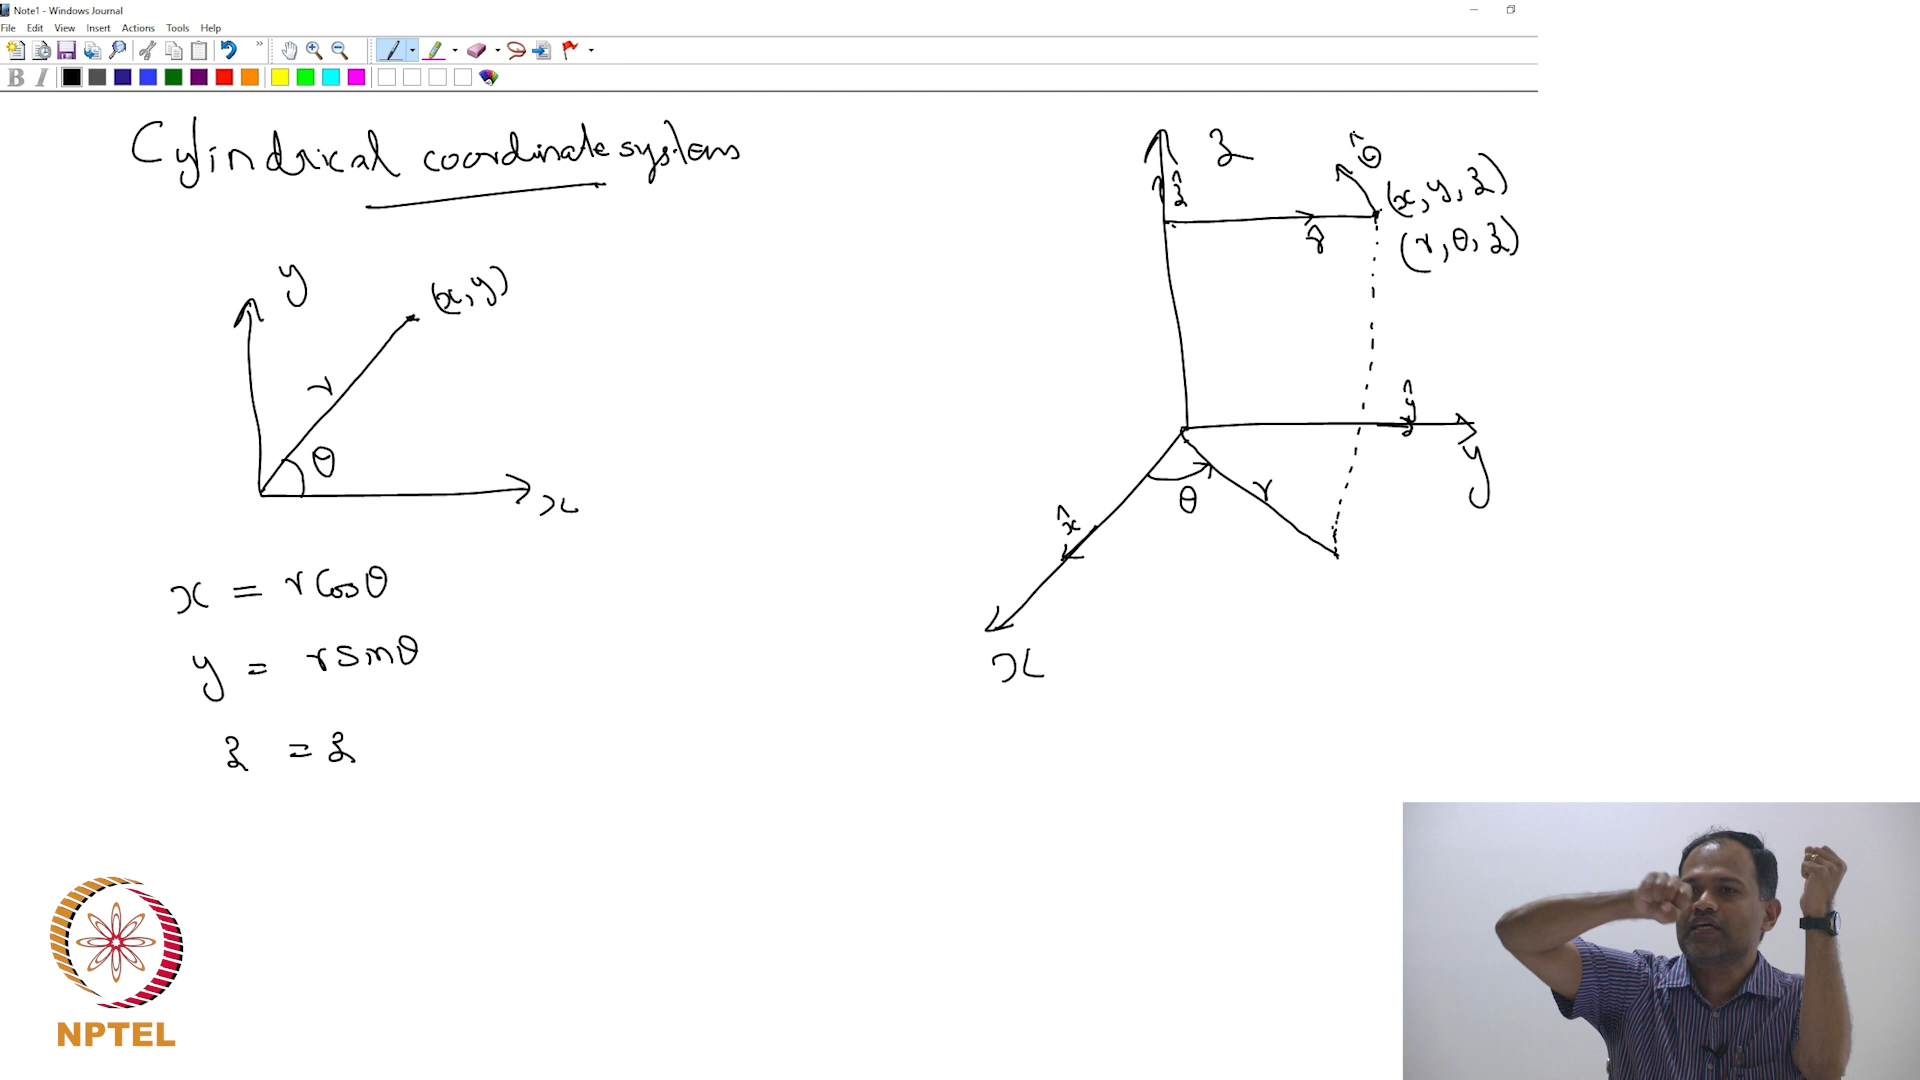 Note1 - Windows Journal
File Edit View Insert Actions Tools Help
B I
Cylindrical coordinate systems
y
(x, y)
r
θ
x
x = r Cosθ
y = r Sinθ
z = z
z
ẑ
θ̂
(x, y, z)
r̂
(r, θ, z)
ŷ
y
θ
r
x̂
x
NPTEL